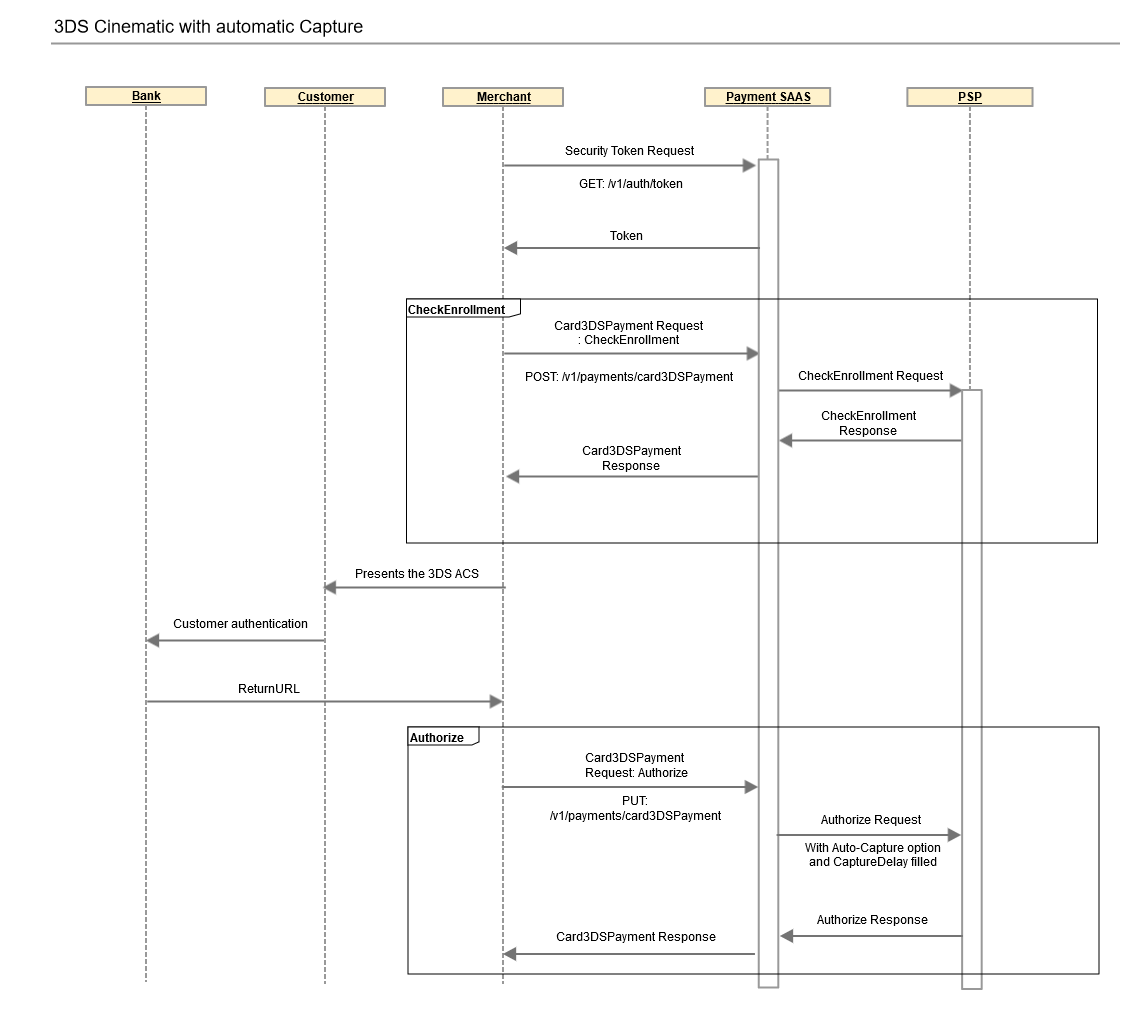 3DS Cinematic with automatic Capture
Bank
Customer
Merchant
Payment SAAS
PSP
Security Token Request
GET: /v1/auth/token
Token
CheckEnrollment
Card3DSPayment Request
: CheckEnrollment
POST: /v1/payments/card3DSPayment
CheckEnrollment Request
CheckEnrollment
Response
Card3DSPayment
Response
Presents the 3DS ACS
Customer authentication
ReturnURL
Authorize
Card3DSPayment
Request: Authorize
PUT:
/v1/payments/card3DSPayment
Authorize Request
With Auto-Capture option
and CaptureDelay filled
Authorize Response
Card3DSPayment Response